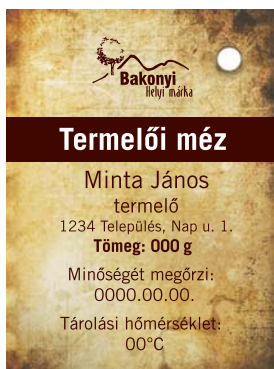 Bakonyi
Helyi márka
Termelői méz
Minta János
termelő
1234 Település, Nap u. 1.
Tömeg: 000 g
Minőségét megőrzi:
0000.00.00.
Tárolási hőmérséklet:
00°C